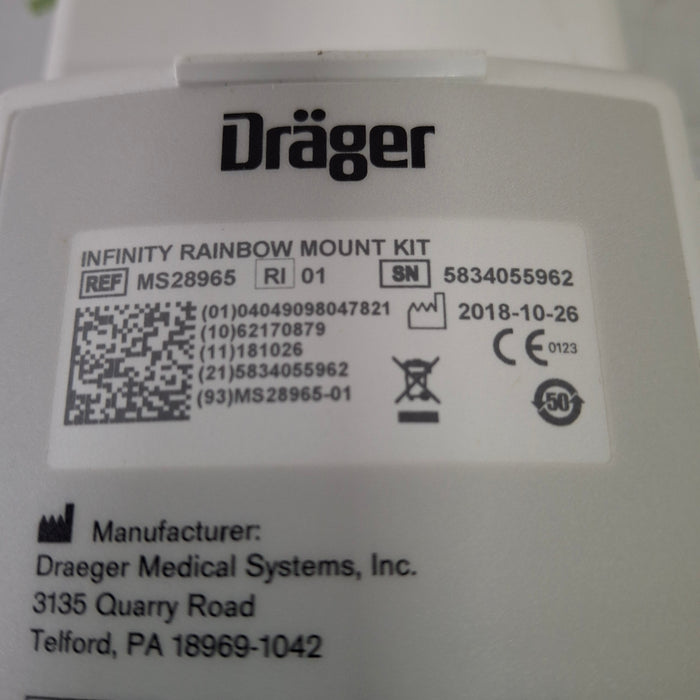 Dräger
INFINITY RAINBOW MOUNT KIT
REF MS28965 RI 01 SN 5834055962
(01)04049098047821 2018-10-26
(10)62170879
(11)181026 CE 0123
(21)5834055962
(93)MS28965-01 50
Manufacturer:
Draeger Medical Systems, Inc.
3135 Quarry Road
Telford, PA 18969-1042